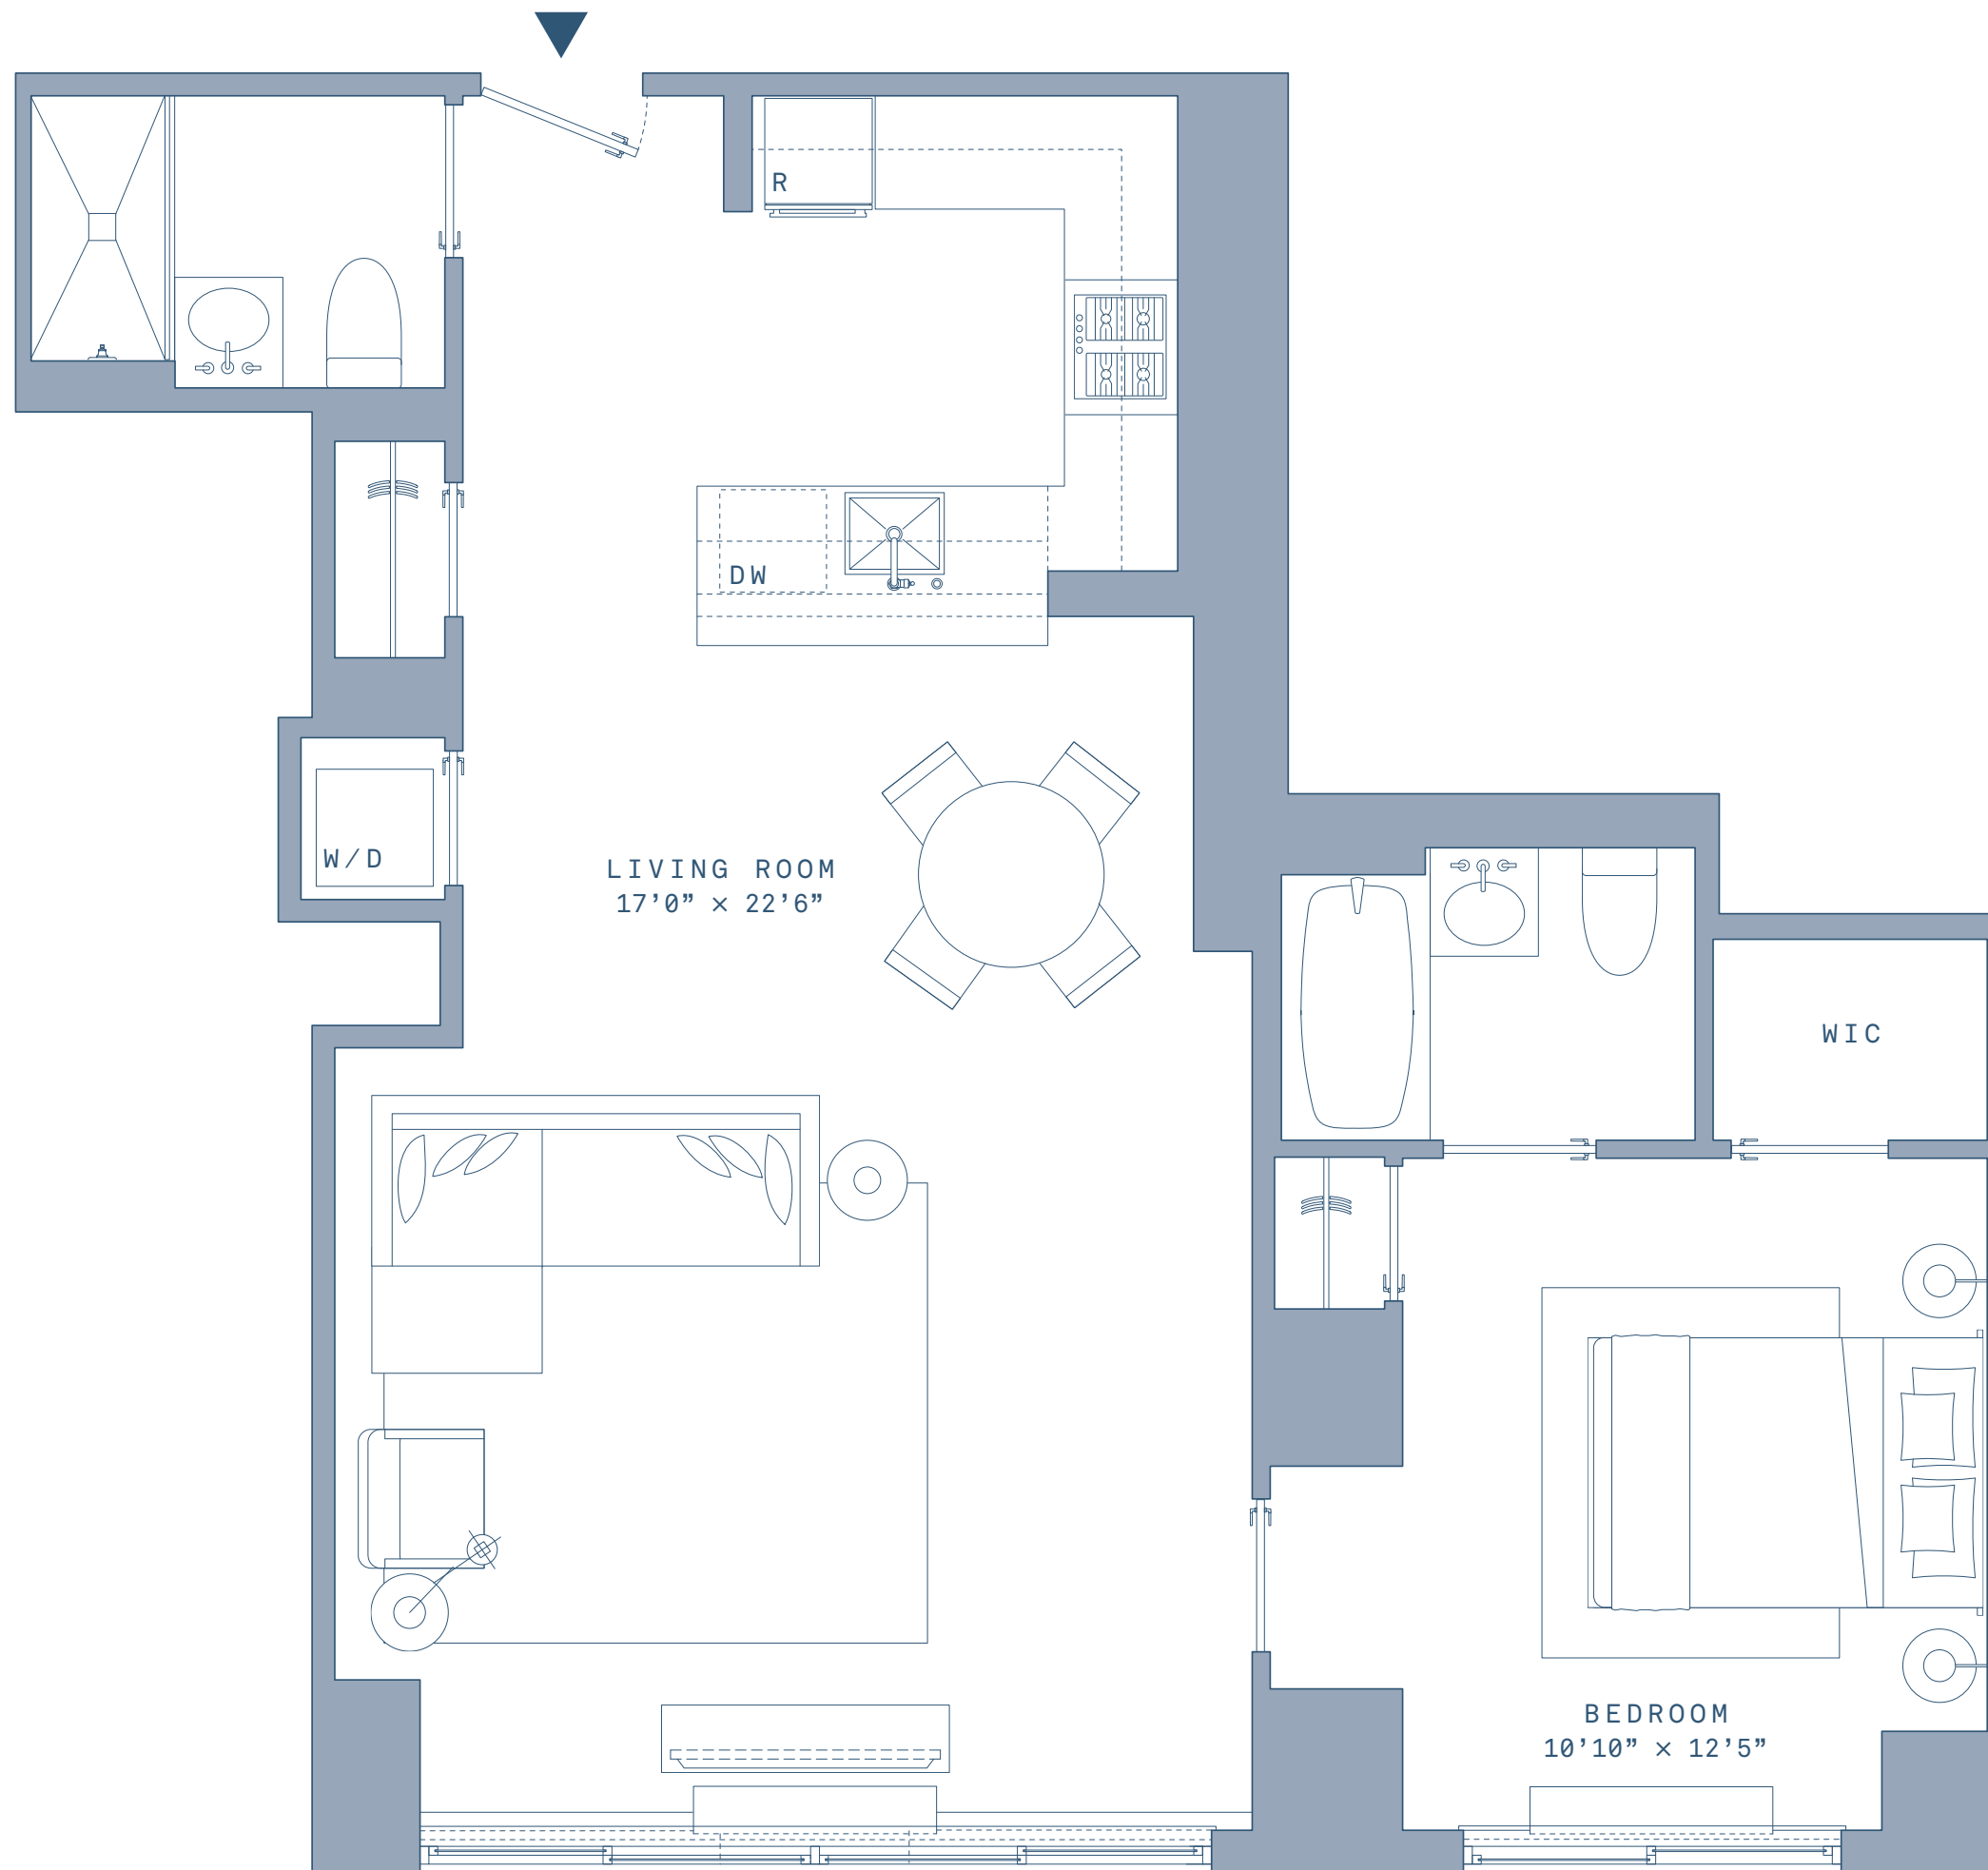 R
DW
W/D
LIVING ROOM
17’0” × 22’6”
WIC
BEDROOM
10’10” × 12’5”